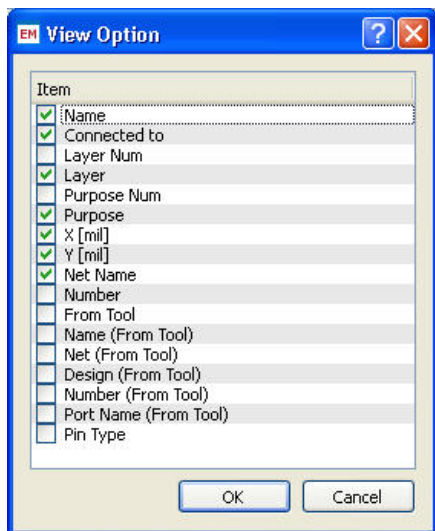 EM View Option
Item
Name
Connected to
Layer Num
Layer
Purpose Num
Purpose
X [mil]
Y [mil]
Net Name
Number
From Tool
Name (From Tool)
Net (From Tool)
Design (From Tool)
Number (From Tool)
Port Name (From Tool)
Pin Type
OK Cancel